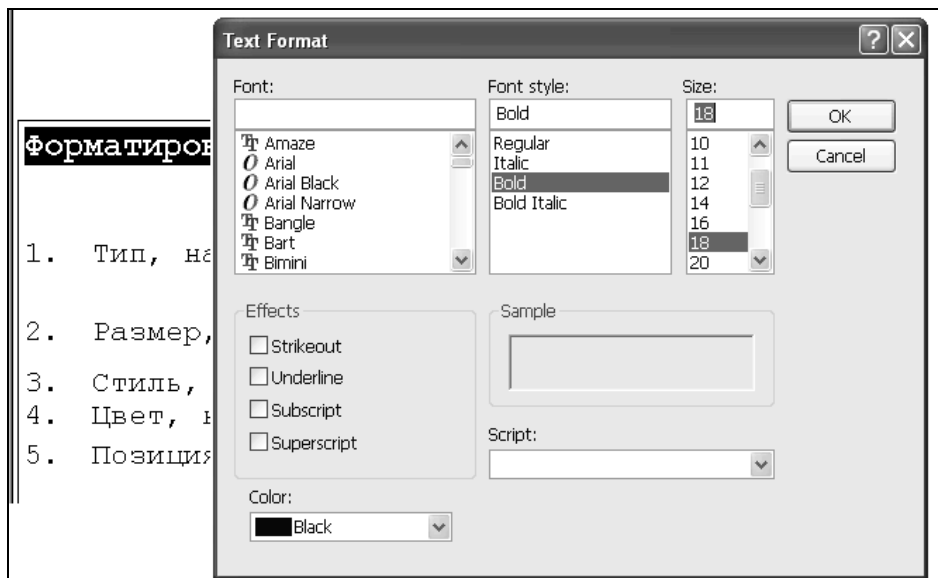 Text Format
Font:
Font style:
Size:
Bold
18
OK
Cancel
Amaze
Arial
Arial Black
Arial Narrow
Bangle
Bart
Bimini
Regular
Italic
Bold
Bold Italic
10
11
12
14
16
18
20
Effects
Strikeout
Underline
Subscript
Superscript
Sample
Script:
Color:
Black
Форматиров
1. Тип, на
2. Размер,
3. Стиль,
4. Цвет, н
5. Позиция